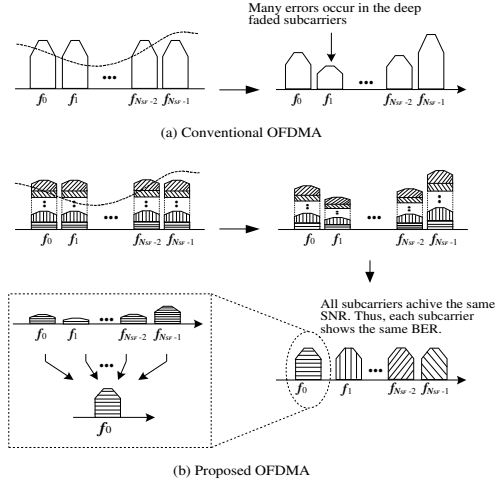 Many errors occur in the deep
faded subcarriers
f0 f1 ••• fNSF-2 fNSF-1 f0 f1 ••• fNSF-2 fNSF-1
(a) Conventional OFDMA
f0 f1 ••• fNSF-2 fNSF-1 f0 f1 ••• fNSF-2 fNSF-1
All subcarriers achive the same
SNR. Thus, each subcarrier
shows the same BER.
f0 f1 ••• fNSF-2 fNSF-1
•••
f0
f0 f1 ••• fNSF-2 fNSF-1
(b) Proposed OFDMA